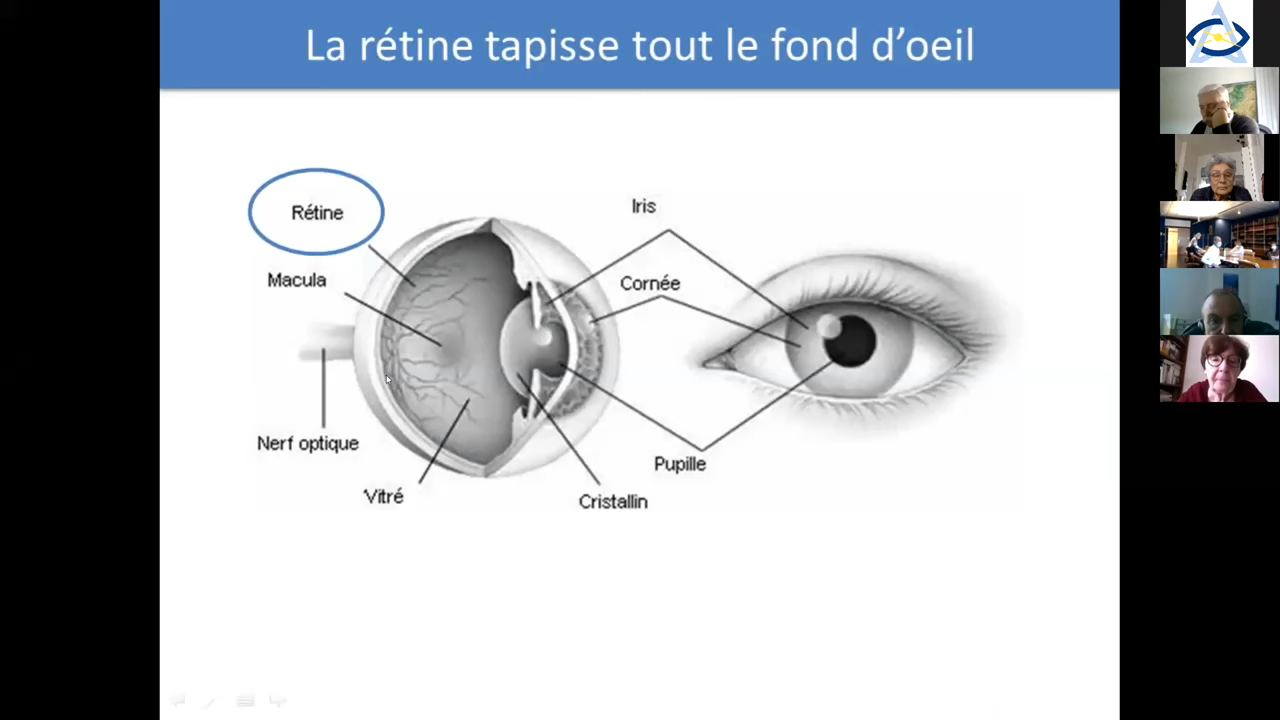 La rétine tapisse tout le fond d’oeil
Rétine
Iris
Macula
Cornée
Nerf optique
Pupille
Vitré
Cristallin